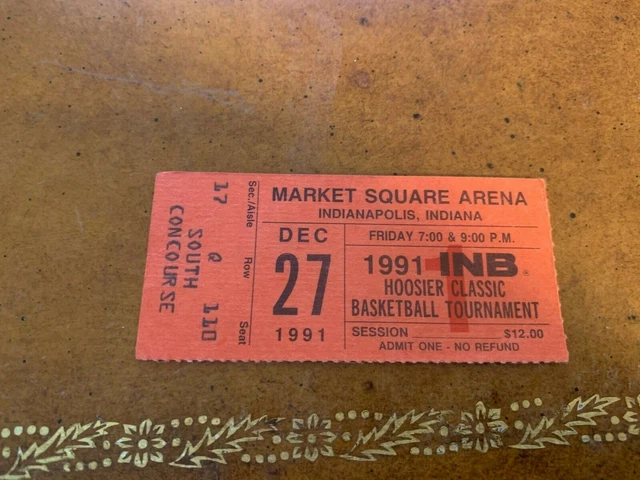 MARKET SQUARE ARENA
INDIANAPOLIS, INDIANA
DEC
27
1991
FRIDAY 7:00 & 9:00 P.M.
1991 INB®
HOOSIER CLASSIC
BASKETBALL TOURNAMENT
1
SESSION $12.00
ADMIT ONE - NO REFUND
Sec./Aisle Row Seat
17 Q 110
SOUTH
CONCOURSE